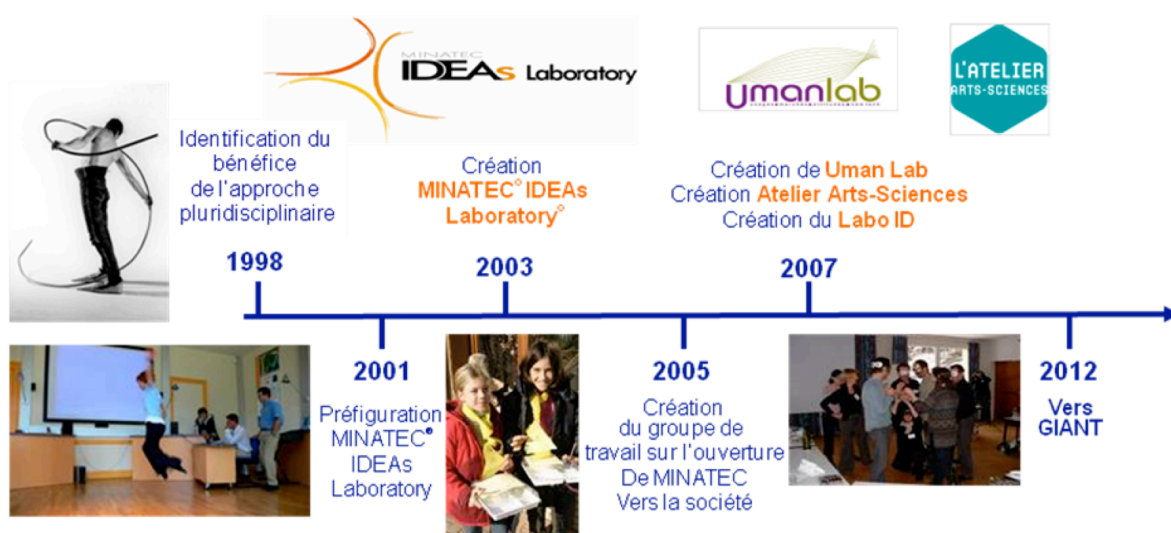 MINATEC
IDEAs Laboratory
umanlab
L'ATELIER
ARTS-SCIENCES
Identification du
bénéfice
de l'approche
pluridisciplinaire
1998
Création
MINATEC° IDEAs
Laboratory°
2003
Création de Uman Lab
Création Atelier Arts-Sciences
Création du Labo ID
2007
2001
Préfiguration
MINATEC®
IDEAs
Laboratory
2005
Création
du groupe de
travail sur l'ouverture
De MINATEC
Vers la société
2012
Vers
GIANT